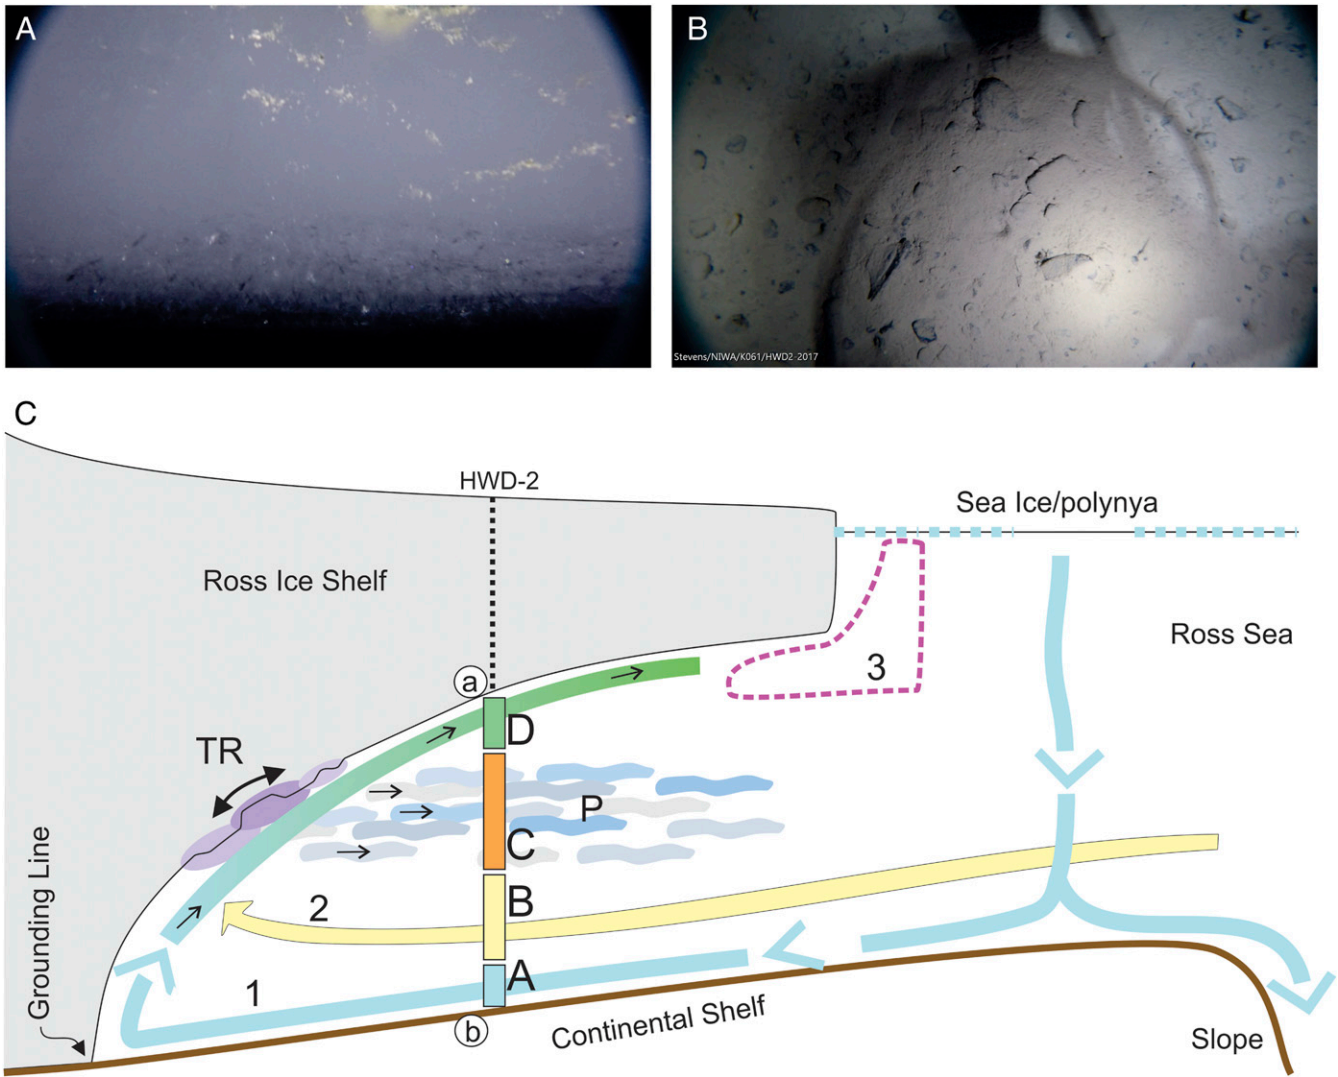 A
B
Stevens/NIWA/K061/HWD2-2017
C
HWD-2
Sea Ice/polynya
Ross Ice Shelf
Ross Sea
3
a
D
TR
P
C
Grounding Line
B
2
A
1
b
Continental Shelf
Slope